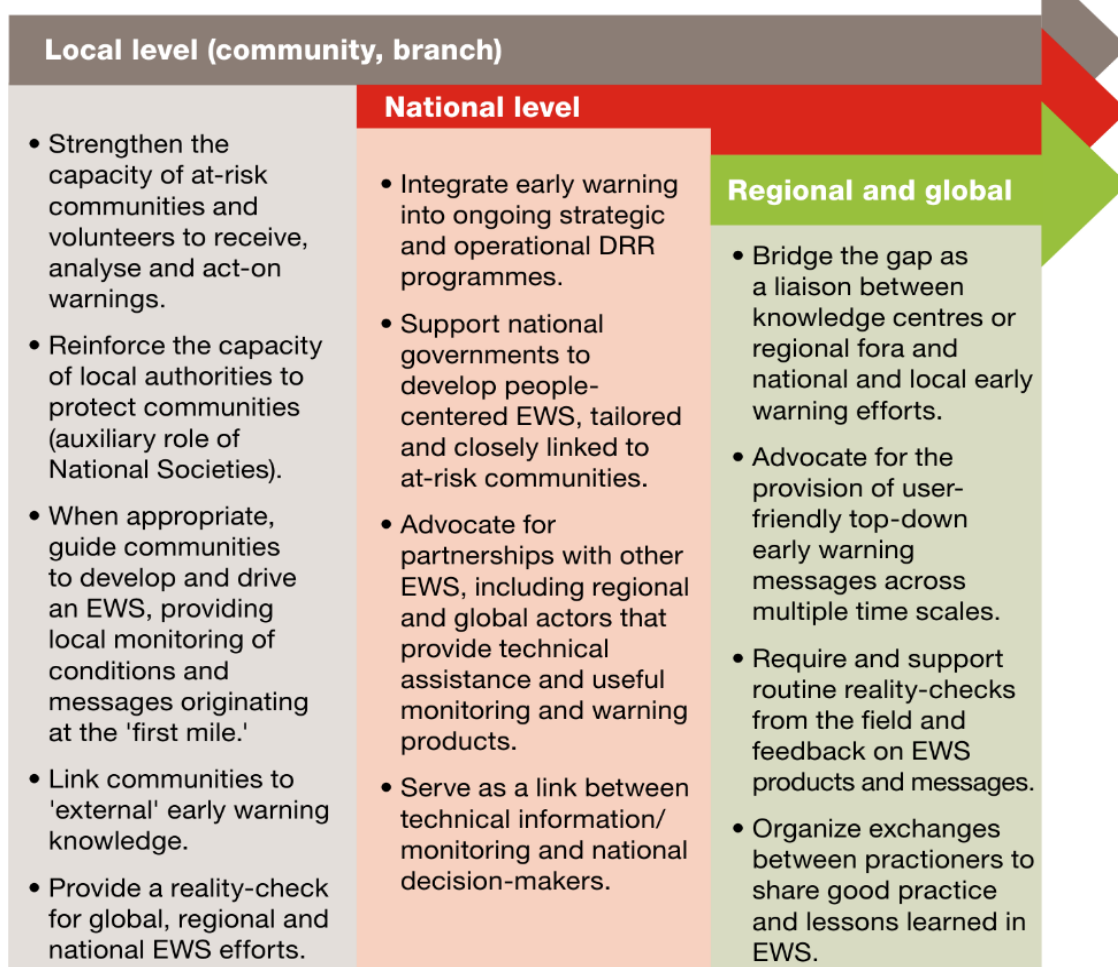 Local level (community, branch)
• Strengthen the
capacity of at-risk
communities and
volunteers to receive,
analyse and act-on
warnings.
• Reinforce the capacity
of local authorities to
protect communities
(auxiliary role of
National Societies).
• When appropriate,
guide communities
to develop and drive
an EWS, providing
local monitoring of
conditions and
messages originating
at the 'first mile.'
• Link communities to
'external' early warning
knowledge.
• Provide a reality-check
for global, regional and
national EWS efforts.
National level
• Integrate early warning
into ongoing strategic
and operational DRR
programmes.
• Support national
governments to
develop people-
centered EWS, tailored
and closely linked to
at-risk communities.
• Advocate for
partnerships with other
EWS, including regional
and global actors that
provide technical
assistance and useful
monitoring and warning
products.
• Serve as a link between
technical information/
monitoring and national
decision-makers.
Regional and global
• Bridge the gap as
a liaison between
knowledge centres or
regional fora and
national and local early
warning efforts.
• Advocate for the
provision of user-
friendly top-down
early warning
messages across
multiple time scales.
• Require and support
routine reality-checks
from the field and
feedback on EWS
products and messages.
• Organize exchanges
between practioners to
share good practice
and lessons learned in
EWS.